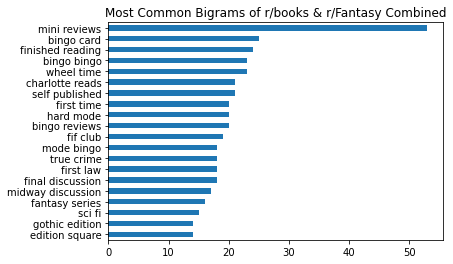 Most Common Bigrams of r/books & r/Fantasy Combined
mini reviews
bingo card
finished reading
bingo bingo
wheel time
charlotte reads
self published
first time
hard mode
bingo reviews
fif club
mode bingo
true crime
first law
final discussion
midway discussion
fantasy series
sci fi
gothic edition
edition square
0 10 20 30 40 50